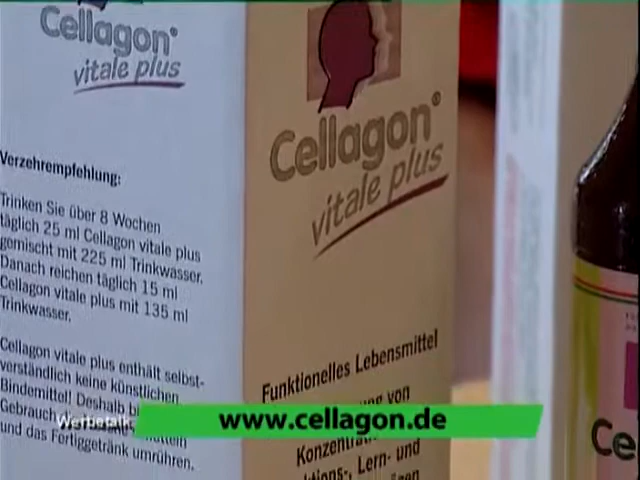 Cellagon®
vitale plus
Verzehrempfehlung:
Trinken Sie über 8 Wochen
täglich 25 ml Cellagon vitale plus
gemischt mit 225 ml Trinkwasser.
Danach reichen täglich 15 ml
Cellagon vitale plus mit 135 ml
Trinkwasser.
Cellagon vitale plus enthält selbst-
verständlich keine künstlichen
Bindemittel! Deshalb
Gebrauch
und das Fertiggetränk umrühren.
Cellagon®
vitale plus
Funktionelles Lebensmittel
von
Lern- und
Ce
Werbetalk
www.cellagon.de